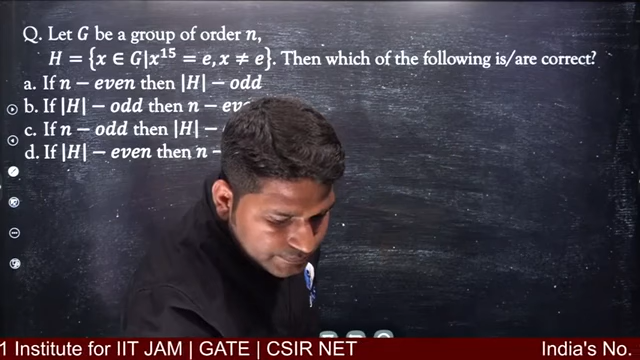 Q. Let G be a group of order n,
H = {x ∈ G|x¹⁵ = e, x ≠ e}. Then which of the following is/are correct?
a. If n − even then |H| − odd
b. If |H| − odd then n −
c. If n − odd then |H| −
d. If |H| − even then n −
1 Institute for IIT JAM | GATE | CSIR NET India's No.